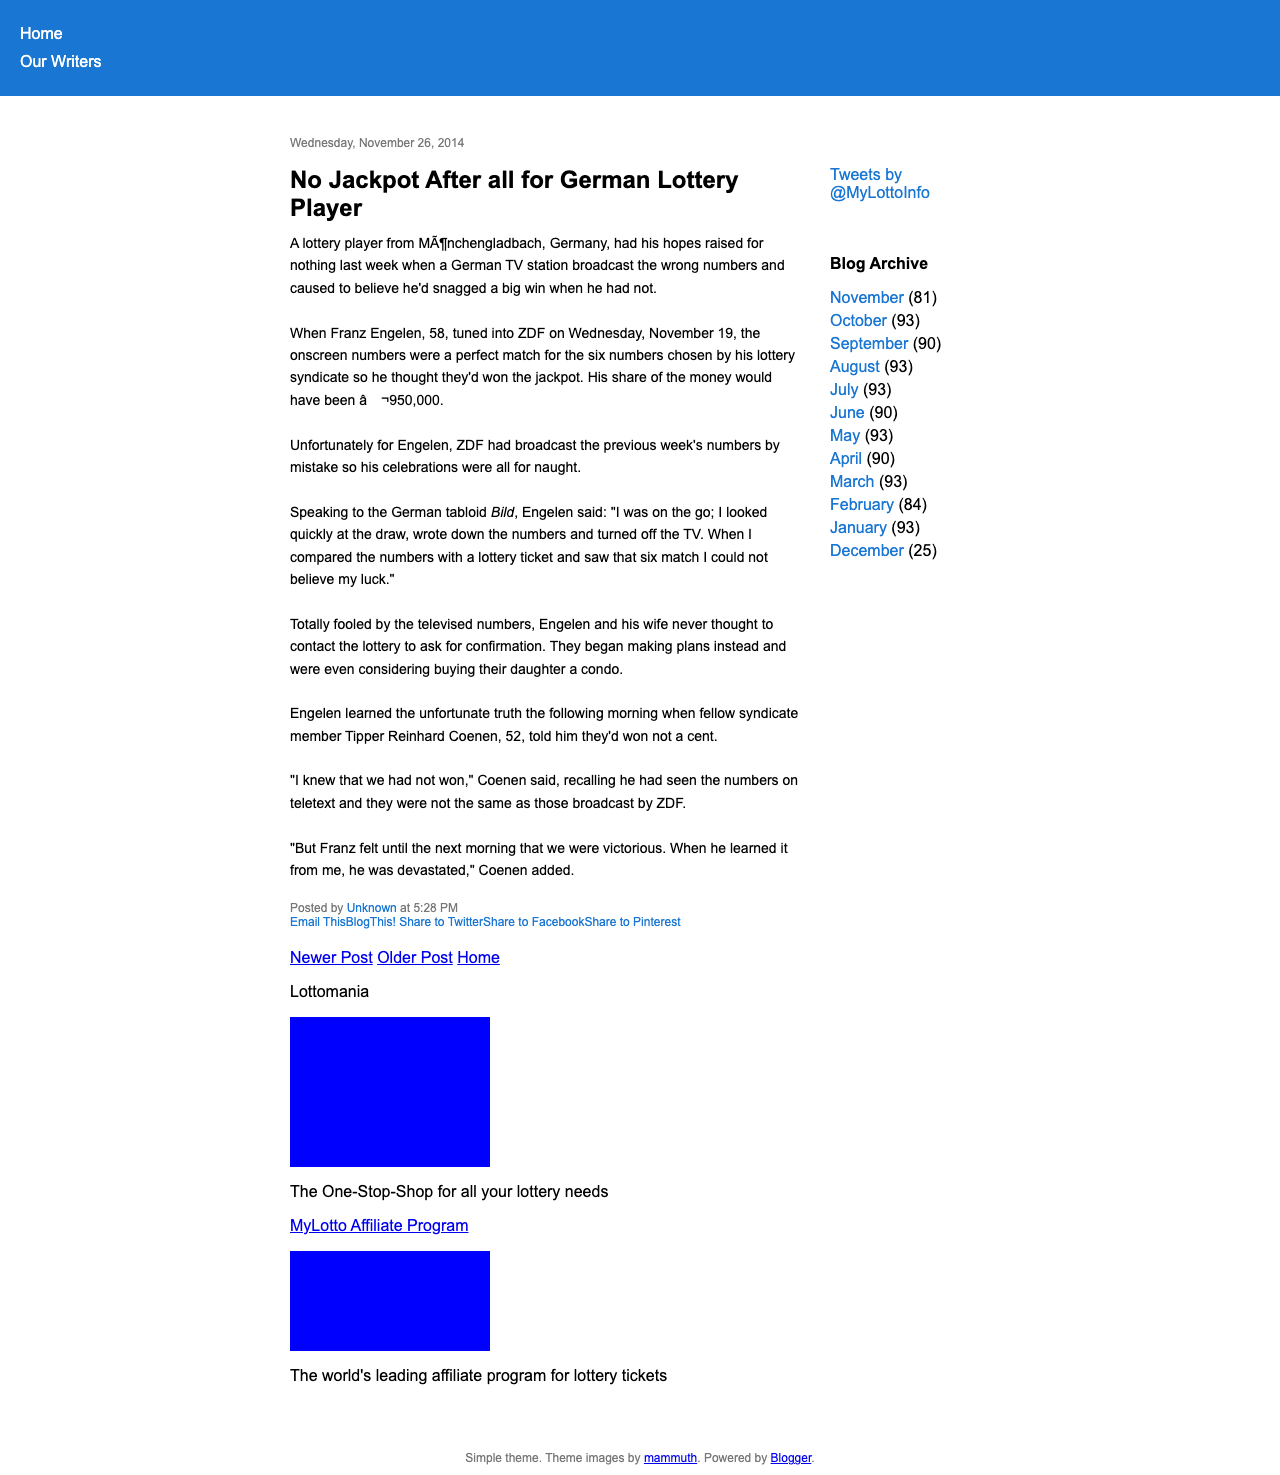 Home
Our Writers
Wednesday, November 26, 2014
No Jackpot After all for German Lottery
Player
A lottery player from MÃ¶nchengladbach, Germany, had his hopes raised for
nothing last week when a German TV station broadcast the wrong numbers and
caused to believe he'd snagged a big win when he had not.
When Franz Engelen, 58, tuned into ZDF on Wednesday, November 19, the
onscreen numbers were a perfect match for the six numbers chosen by his lottery
syndicate so he thought they'd won the jackpot. His share of the money would
have been â ¬950,000.
Unfortunately for Engelen, ZDF had broadcast the previous week's numbers by
mistake so his celebrations were all for naught.
Speaking to the German tabloid Bild, Engelen said: "I was on the go; I looked
quickly at the draw, wrote down the numbers and turned off the TV. When I
compared the numbers with a lottery ticket and saw that six match I could not
believe my luck."
Totally fooled by the televised numbers, Engelen and his wife never thought to
contact the lottery to ask for confirmation. They began making plans instead and
were even considering buying their daughter a condo.
Engelen learned the unfortunate truth the following morning when fellow syndicate
member Tipper Reinhard Coenen, 52, told him they'd won not a cent.
"I knew that we had not won," Coenen said, recalling he had seen the numbers on
teletext and they were not the same as those broadcast by ZDF.
"But Franz felt until the next morning that we were victorious. When he learned it
from me, he was devastated," Coenen added.
Posted by Unknown at 5:28 PM
Email ThisBlogThis! Share to TwitterShare to FacebookShare to Pinterest
Newer Post Older Post Home
Lottomania
The One-Stop-Shop for all your lottery needs
MyLotto Affiliate Program
The world's leading affiliate program for lottery tickets
Tweets by
@MyLottoInfo
Blog Archive
November (81)
October (93)
September (90)
August (93)
July (93)
June (90)
May (93)
April (90)
March (93)
February (84)
January (93)
December (25)
Simple theme. Theme images by mammuth. Powered by Blogger.